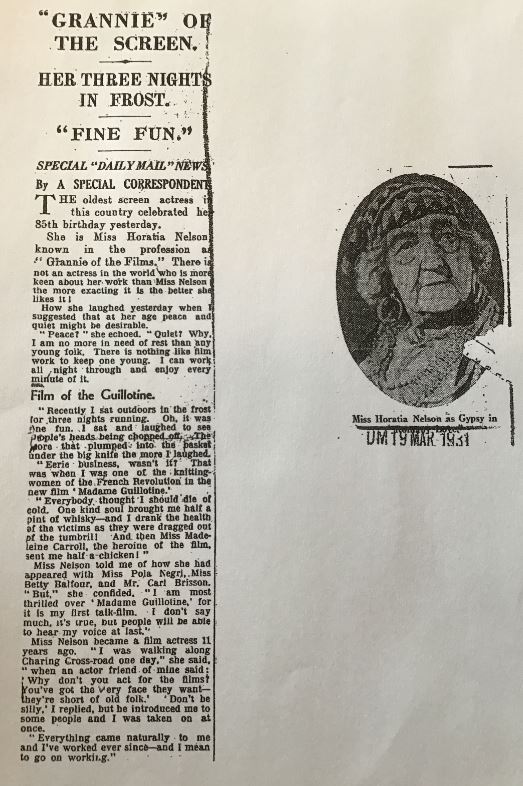 "GRANNIE" OF
THE SCREEN.
HER THREE NIGHTS
IN FROST.
"FINE FUN."
SPECIAL "DAILY MAIL" NEWS
By A SPECIAL CORRESPONDENT
THE oldest screen actress in
this country celebrated her
85th birthday yesterday.
She is Miss Horatia Nelson,
known in the profession as
"Grannie of the Films." There is
not an actress in the world who is more
keen about her work than Miss Nelson
the more exacting it is the better she
likes it!
How she laughed yesterday when I
suggested that at her age peace and
quiet might be desirable.
"Peace?" she echoed. "Quiet? Why,
I am no more in need of rest than any
young folk. There is nothing like film
work to keep one young. I can work
all night through and enjoy every
minute of it.
Film of the Guillotine.
"Recently I sat outdoors in the frost
for three nights running. Oh, it was
fine fun. I sat and laughed to see
people's heads being chopped off. The
more that plumped into the basket
under the big knife the more I laughed.
"Eerie business, wasn't it? That
was when I was one of the knitting-
women of the French Revolution in the
new film 'Madame Guillotine.'
"Everybody thought I should die of
cold. One kind soul brought me half a
pint of whisky—and I drank the health
of the victims as they were dragged out
of the tumbril! And then Miss Made-
leine Carroll, the heroine of the film,
sent me half a chicken!"
Miss Nelson told me of how she had
appeared with Miss Pola Negri, Miss
Betty Balfour, and Mr. Carl Brisson.
"But," she confided, "I am most
thrilled over 'Madame Guillotine,' for
it is my first talk-film. I don't say
much, it's true, but people will be able
to hear my voice at last."
Miss Nelson became a film actress 11
years ago. "I was walking along
Charing Cross-road one day," she said,
"when an actor friend of mine said:
'Why don't you act for the films?
You've got the very face they want—
they're short of old folk.' 'Don't be
silly,' I replied, but he introduced me to
some people and I was taken on at
once.
"Everything came naturally to me
and I've worked ever since—and I mean
to go on working."
Miss Horatia Nelson as Gypsy in
DM 19 MAR 1931